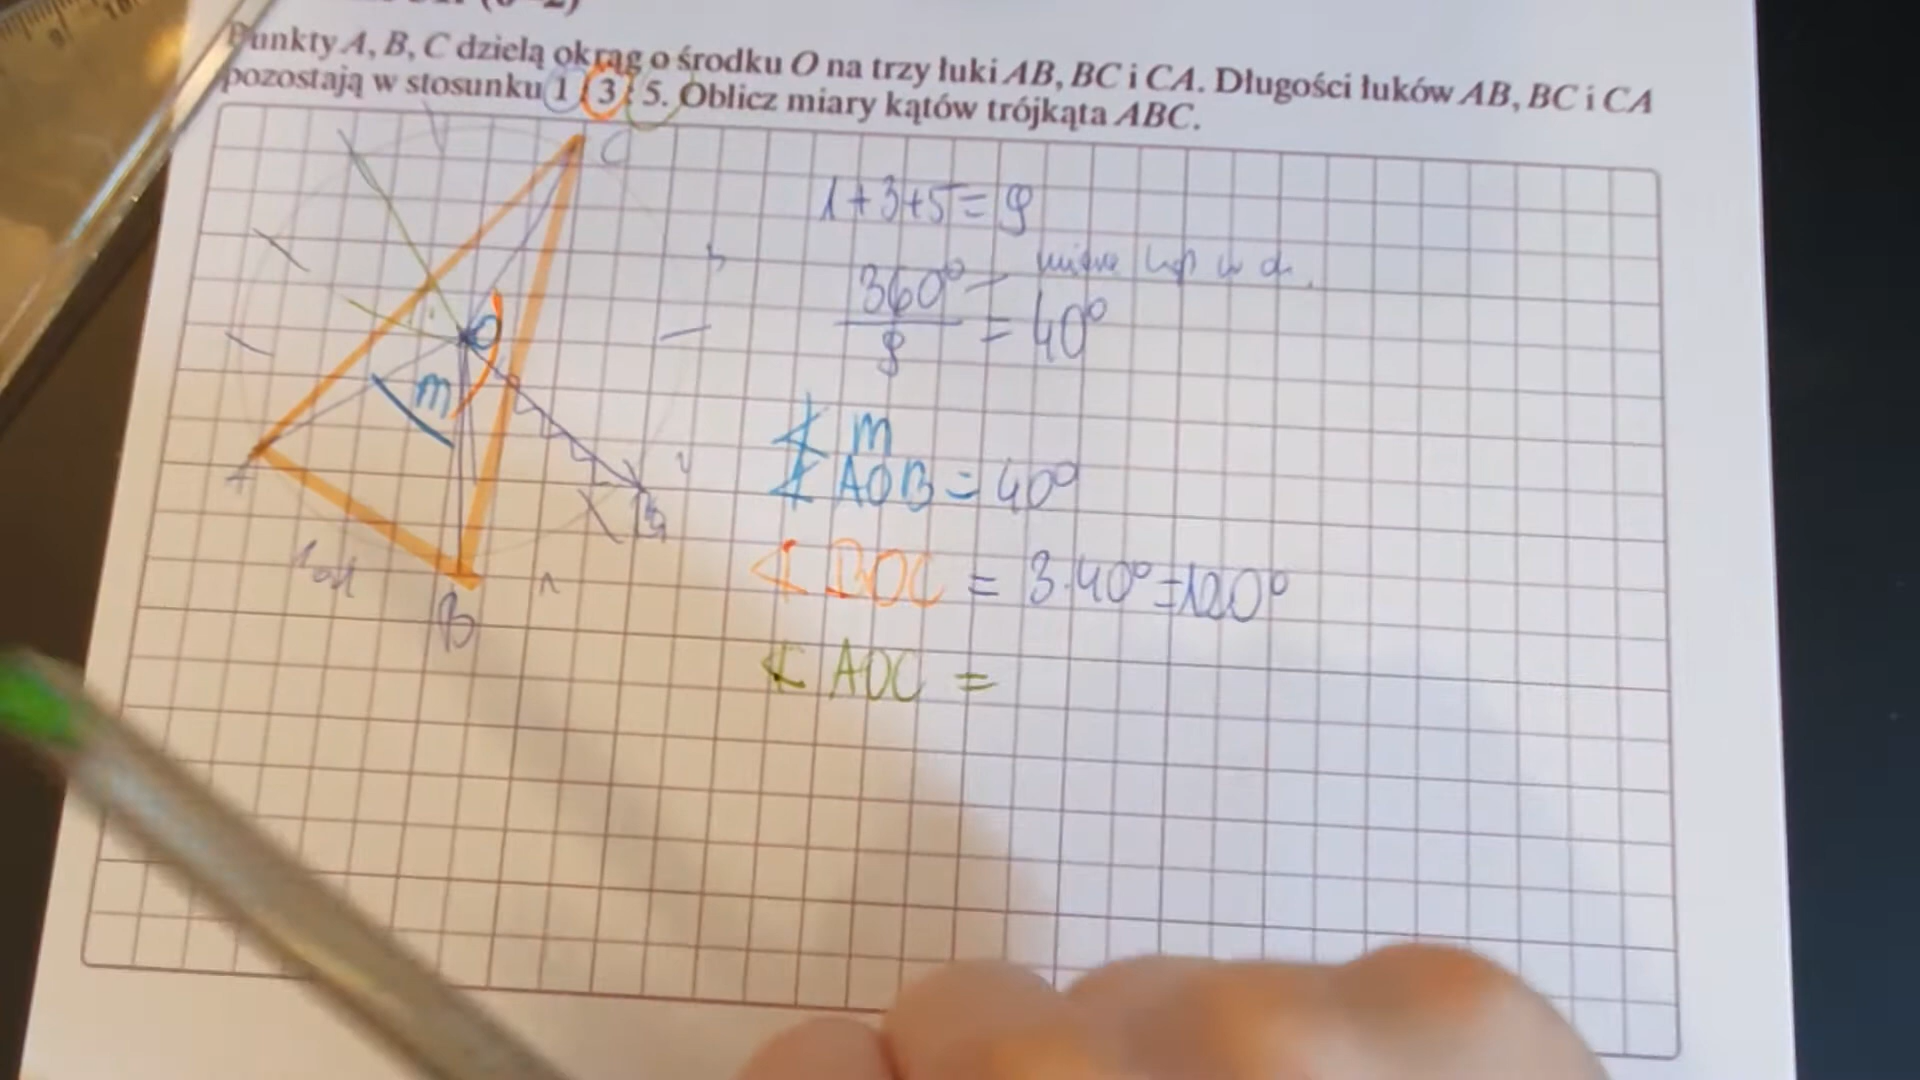 Punkty A, B, C dzielą okrąg o środku O na trzy łuki AB, BC i CA. Długości łuków AB, BC i CA
pozostają w stosunku 1 : 3 : 5. Oblicz miary kątów trójkąta ABC.
C
1+3+5=9
360°
9
= 40°
O
m
∢ m
∢ AOB = 40°
A
∢ BOC = 3·40°=120°
B
∢ AOC =